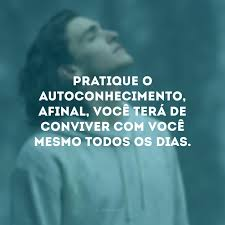 PRATIQUE O
AUTOCONHECIMENTO,
AFINAL, VOCÊ TERÁ DE
CONVIVER COM VOCÊ
MESMO TODOS OS DIAS.